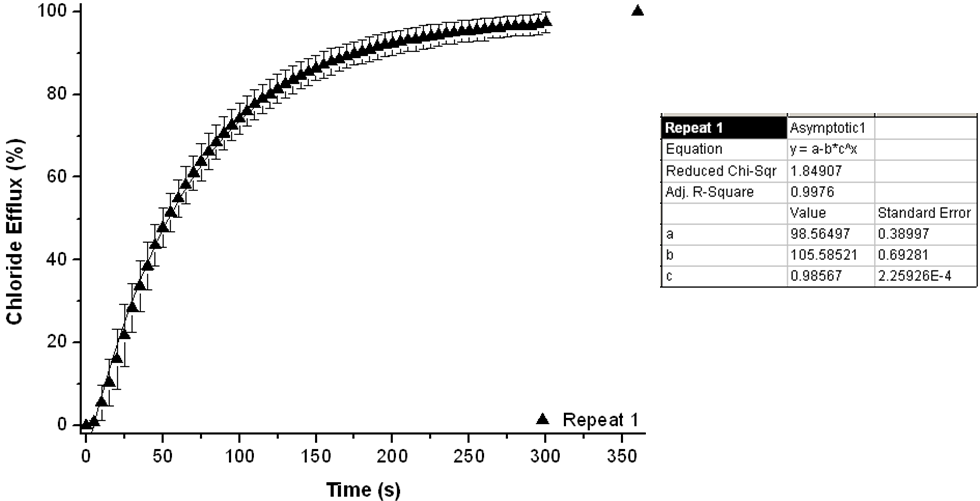 100
80
60
40
20
0
Chloride Efflux (%)
0 50 100 150 200 250 300 350
Time (s)
Repeat 1
Repeat 1 Asymptotic1
Equation y = a-b*c^x
Reduced Chi-Sqr 1.84907
Adj. R-Square 0.9976
Value Standard Error
a 98.56497 0.38997
b 105.58521 0.69281
c 0.98567 2.25926E-4